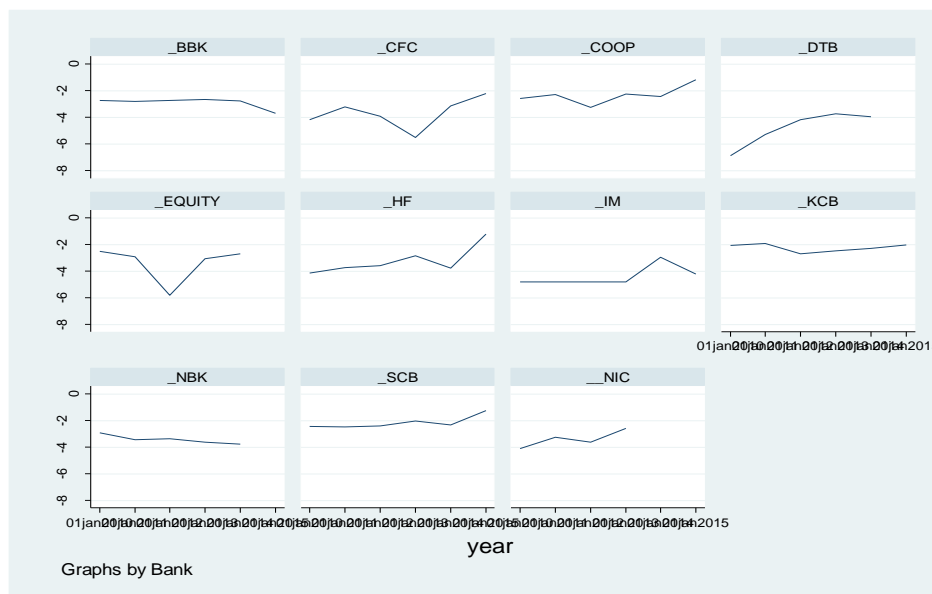 _BBK
_CFC
_COOP
_DTB
0
-2
-4
-6
-8
_EQUITY
_HF
_IM
_KCB
0
-2
-4
-6
-8
_NBK
_SCB
__NIC
0
-2
-4
-6
-8
year
Graphs by Bank